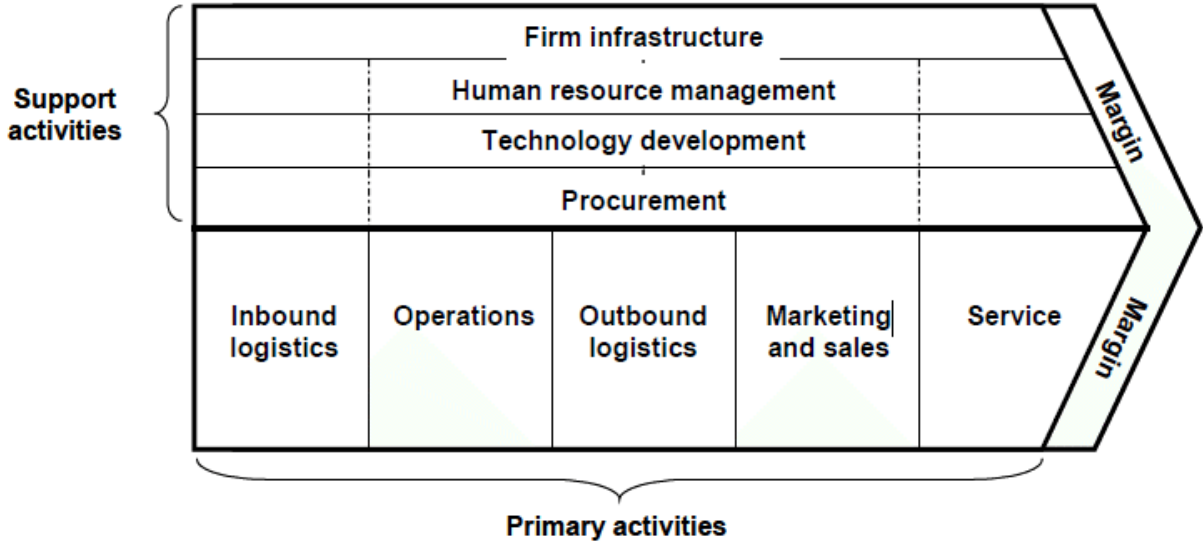 Firm infrastructure
Human resource management
Support
activities
Technology development
Procurement
Margin
Inbound
logistics
Operations
Outbound
logistics
Marketing
and sales
Service
Margin
Primary activities